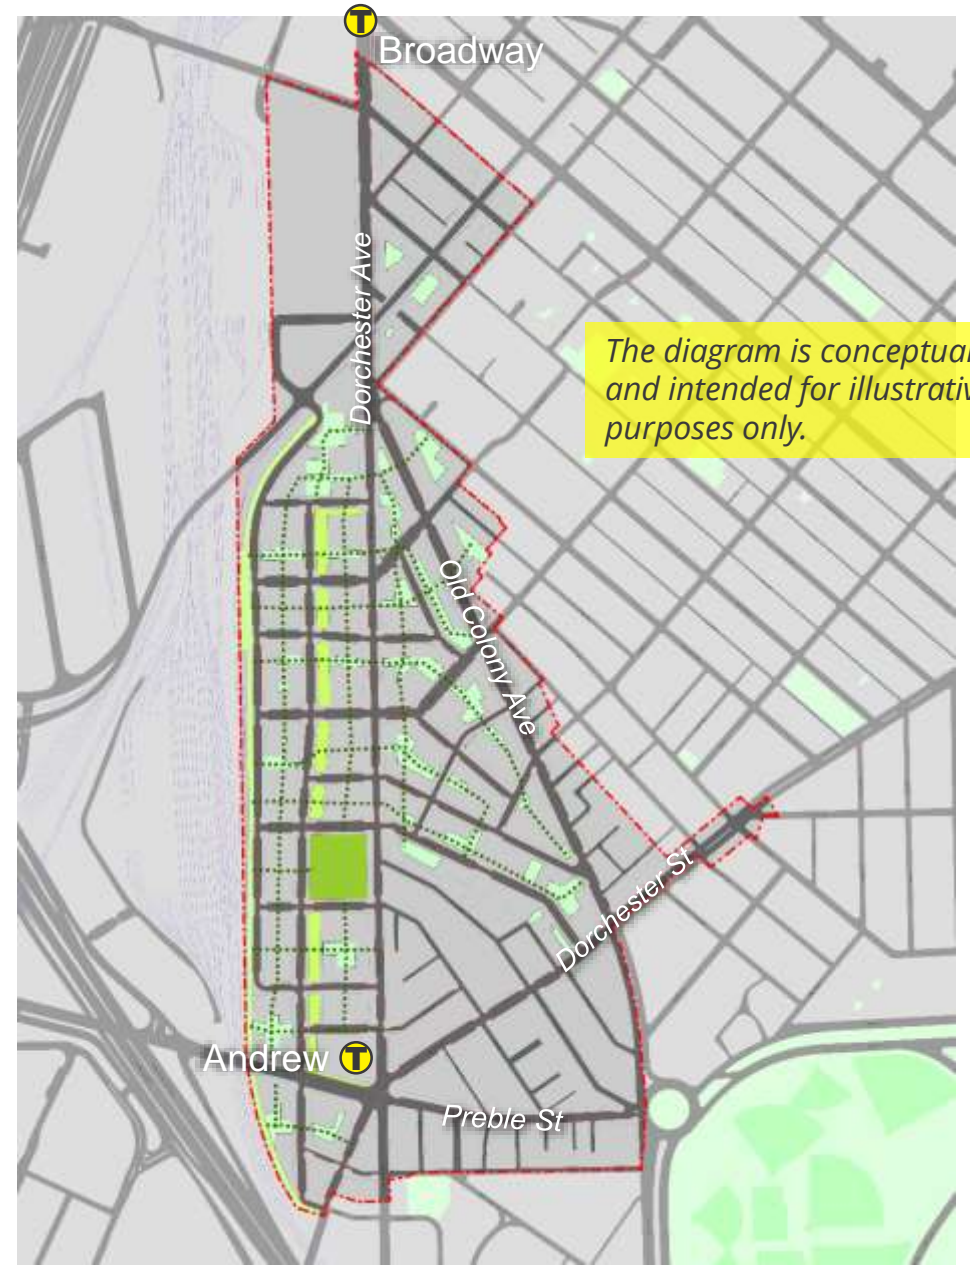 T
Broadway
Dorchester Ave
The diagram is conceptual
and intended for illustrativ
purposes only.
Old Colony Ave
Dorchester St
Andrew T
Preble St